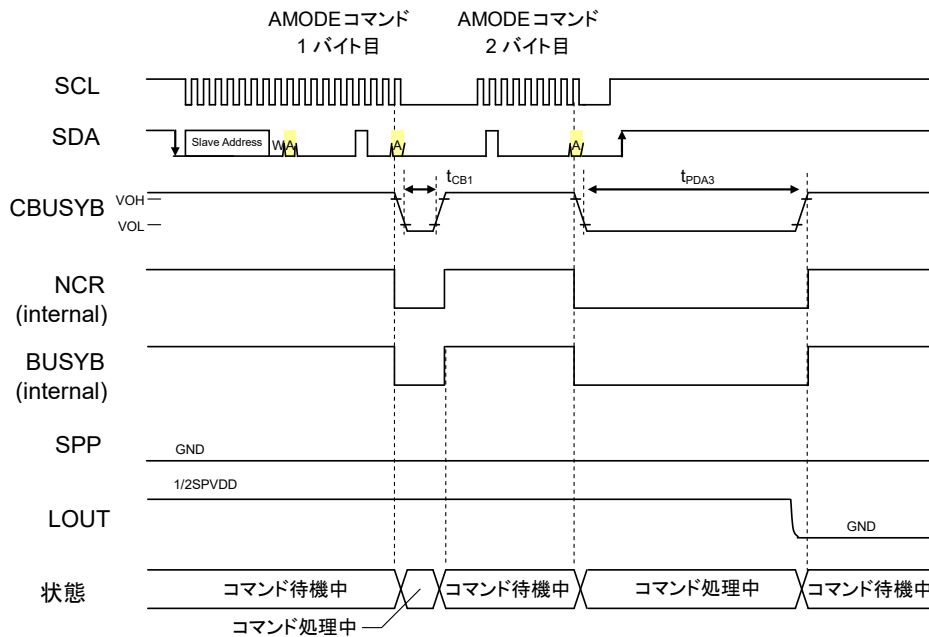 AMODEコマンド
1 バイト目
AMODEコマンド
2 バイト目
SCL
SDA
Slave Address
W
A
A
A
CBUSYB
VOH
VOL
tCB1
tPDA3
NCR
(internal)
BUSYB
(internal)
SPP
GND
LOUT
1/2SPVDD
GND
状態
コマンド待機中
コマンド待機中
コマンド処理中
コマンド待機中
コマンド処理中